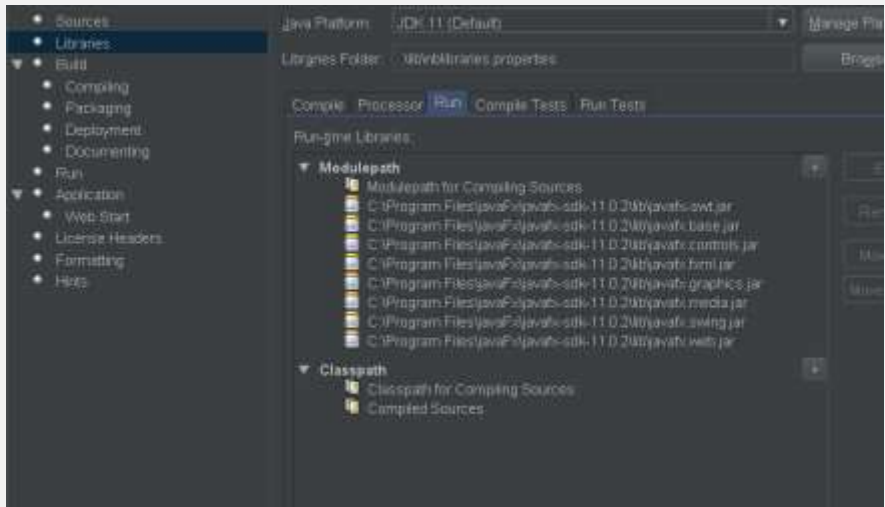 Sources
Libraries
Build
Compiling
Packaging
Deployment
Documenting
Run
Application
Web Start
License Headers
Formatting
Hints
Java Platform: JDK 11 (Default) Manage
Libraries Folder: .\lib\nblibraries.properties
Compile Processor Run Compile Tests Run Tests
Run-time Libraries:
Modulepath
Modulepath for Compiling Sources
C:\Program Files\javaFx\javafx-sdk-11.0.2\lib\javafx-swt.jar
C:\Program Files\javaFx\javafx-sdk-11.0.2\lib\javafx.base.jar
C:\Program Files\javaFx\javafx-sdk-11.0.2\lib\javafx.controls.jar
C:\Program Files\javaFx\javafx-sdk-11.0.2\lib\javafx.fxml.jar
C:\Program Files\javaFx\javafx-sdk-11.0.2\lib\javafx.graphics.jar
C:\Program Files\javaFx\javafx-sdk-11.0.2\lib\javafx.media.jar
C:\Program Files\javaFx\javafx-sdk-11.0.2\lib\javafx.swing.jar
C:\Program Files\javaFx\javafx-sdk-11.0.2\lib\javafx.web.jar
Classpath
Classpath for Compiling Sources
Compiled Sources